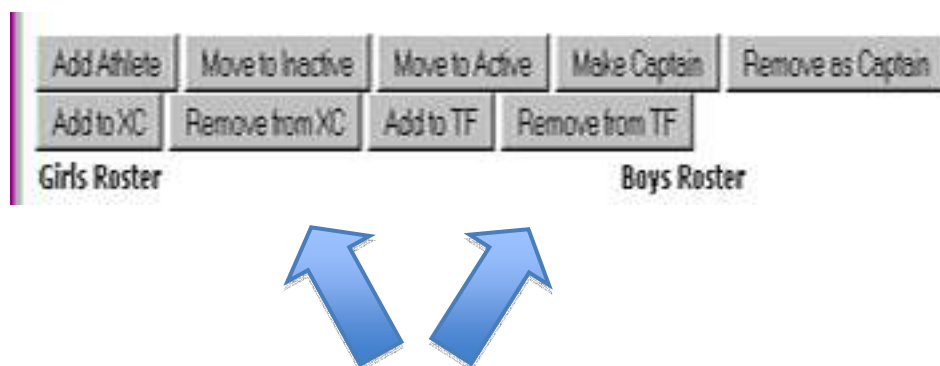 Add Athlete Move to Inactive Move to Active Make Captain Remove as Captain
Add to XC Remove from XC Add to TF Remove from TF
Girls Roster Boys Roster